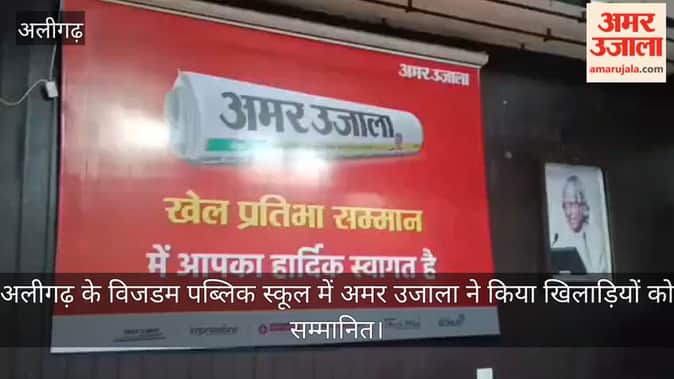 अलीगढ़
अमर
उजाला
amarujala.com
अमर उजाला
अमर उजाला
खेल प्रतिभा सम्मान
में आपका हार्दिक स्वागत है
अलीगढ़ के विजडम पब्लिक स्कूल में अमर उजाला ने किया खिलाड़ियों को
सम्मानित।